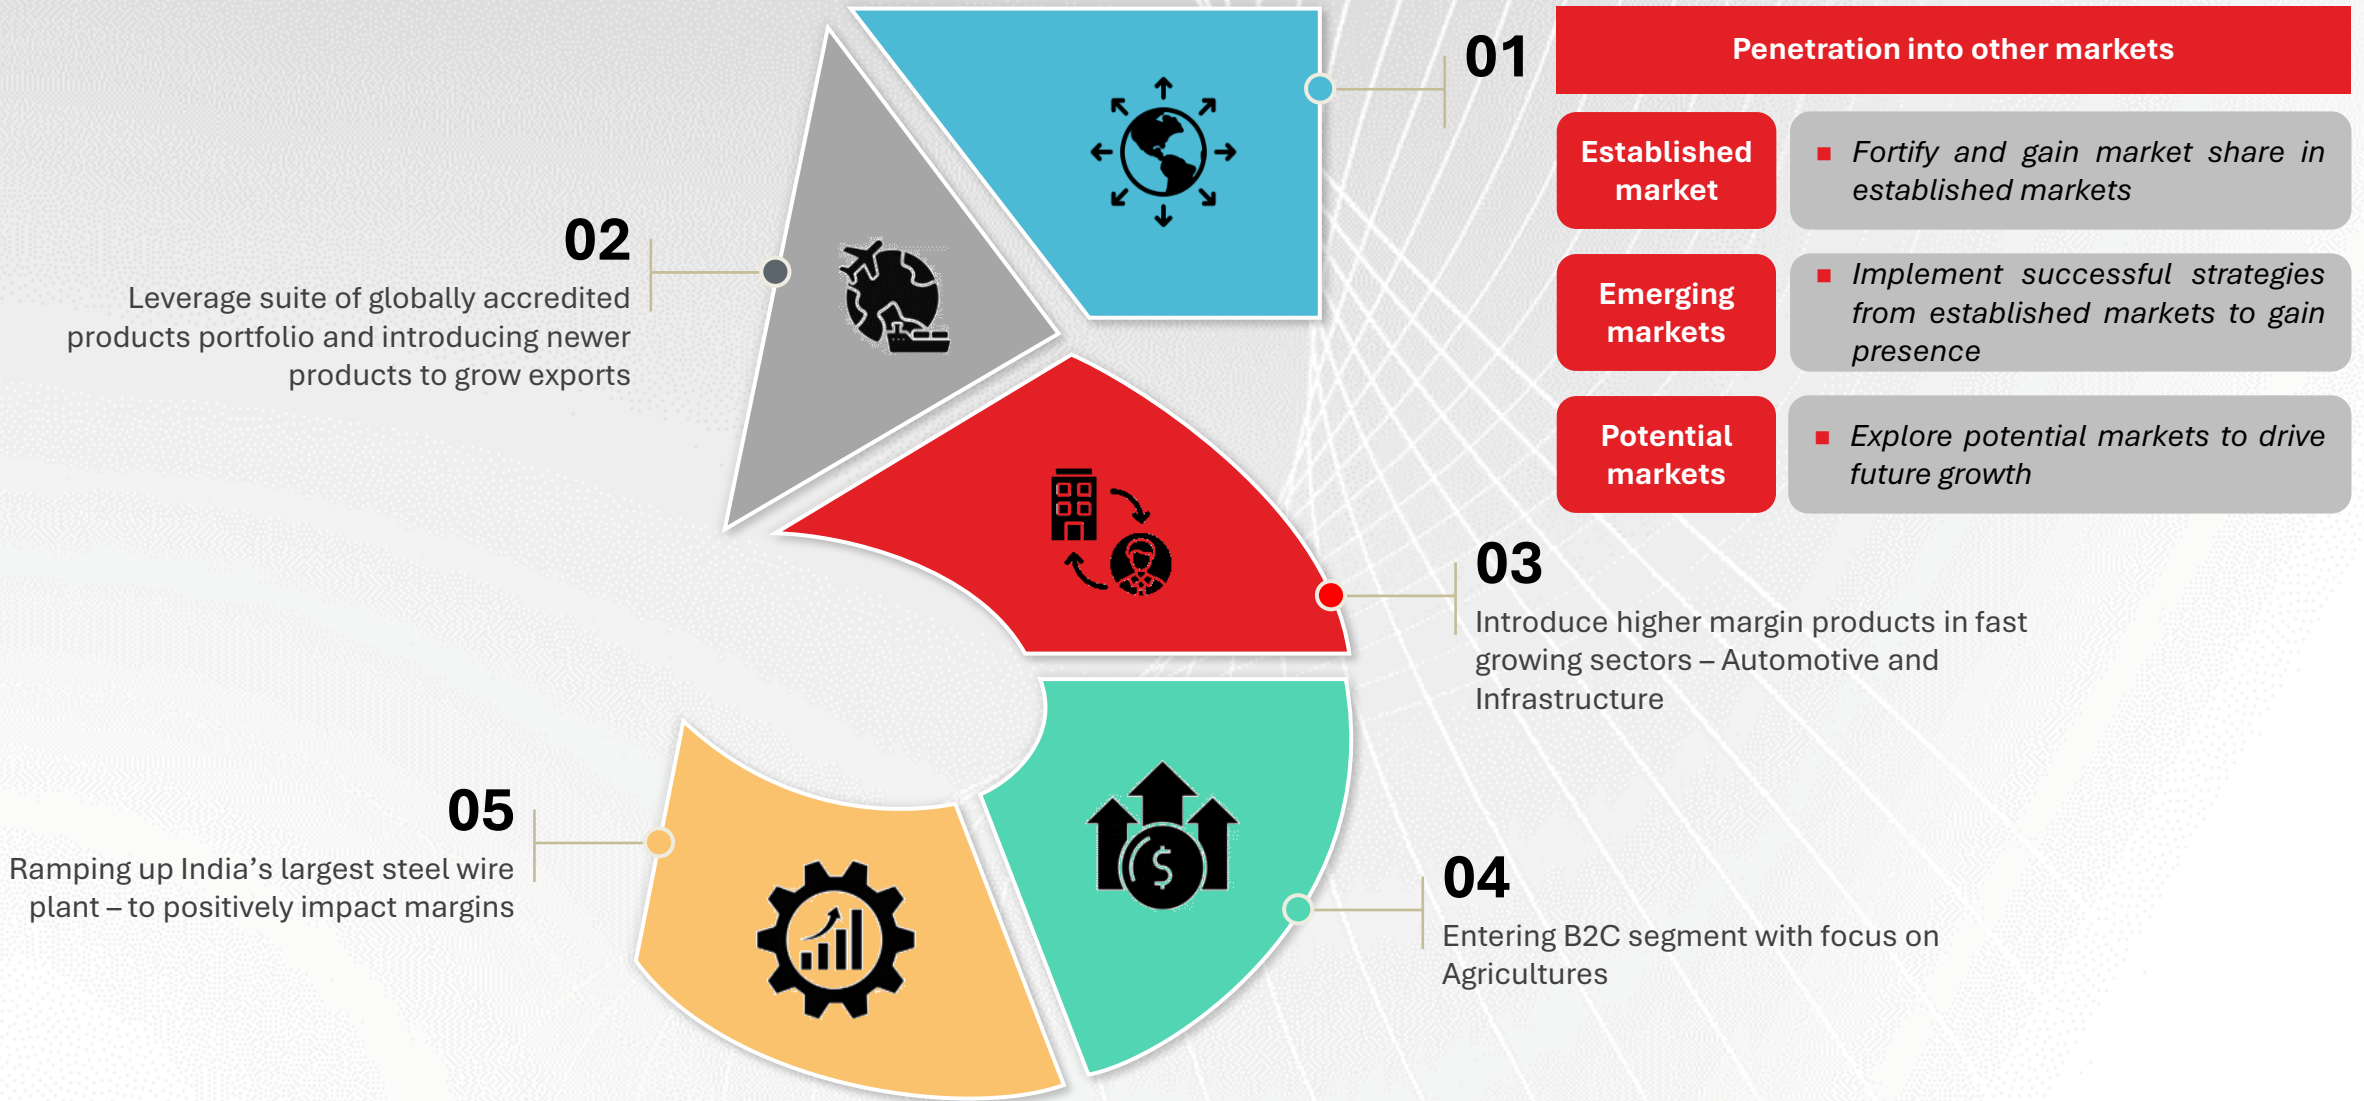 01
Penetration into other markets
Established
market
▪ Fortify and gain market share in
established markets
Emerging
markets
▪ Implement successful strategies
from established markets to gain
presence
Potential
markets
▪ Explore potential markets to drive
future growth
02
Leverage suite of globally accredited
products portfolio and introducing newer
products to grow exports
03
Introduce higher margin products in fast
growing sectors – Automotive and
Infrastructure
04
Entering B2C segment with focus on
Agricultures
05
Ramping up India’s largest steel wire
plant – to positively impact margins
$